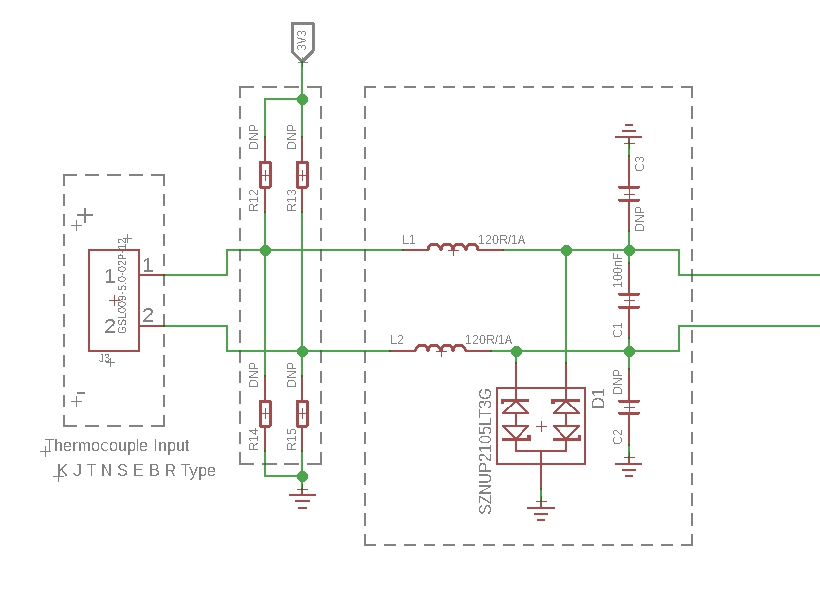 3V3
DNP
DNP
R12
R13
C3
DNP
L1
120R/1A
100nF
C1
1
2
1
2
GSL009-5.0-02P-12
J3
+
-
L2
120R/1A
DNP
DNP
R14
R15
DNP
C2
D1
SZNUP2105LT3G
Thermocouple Input
K J T N S E B R Type